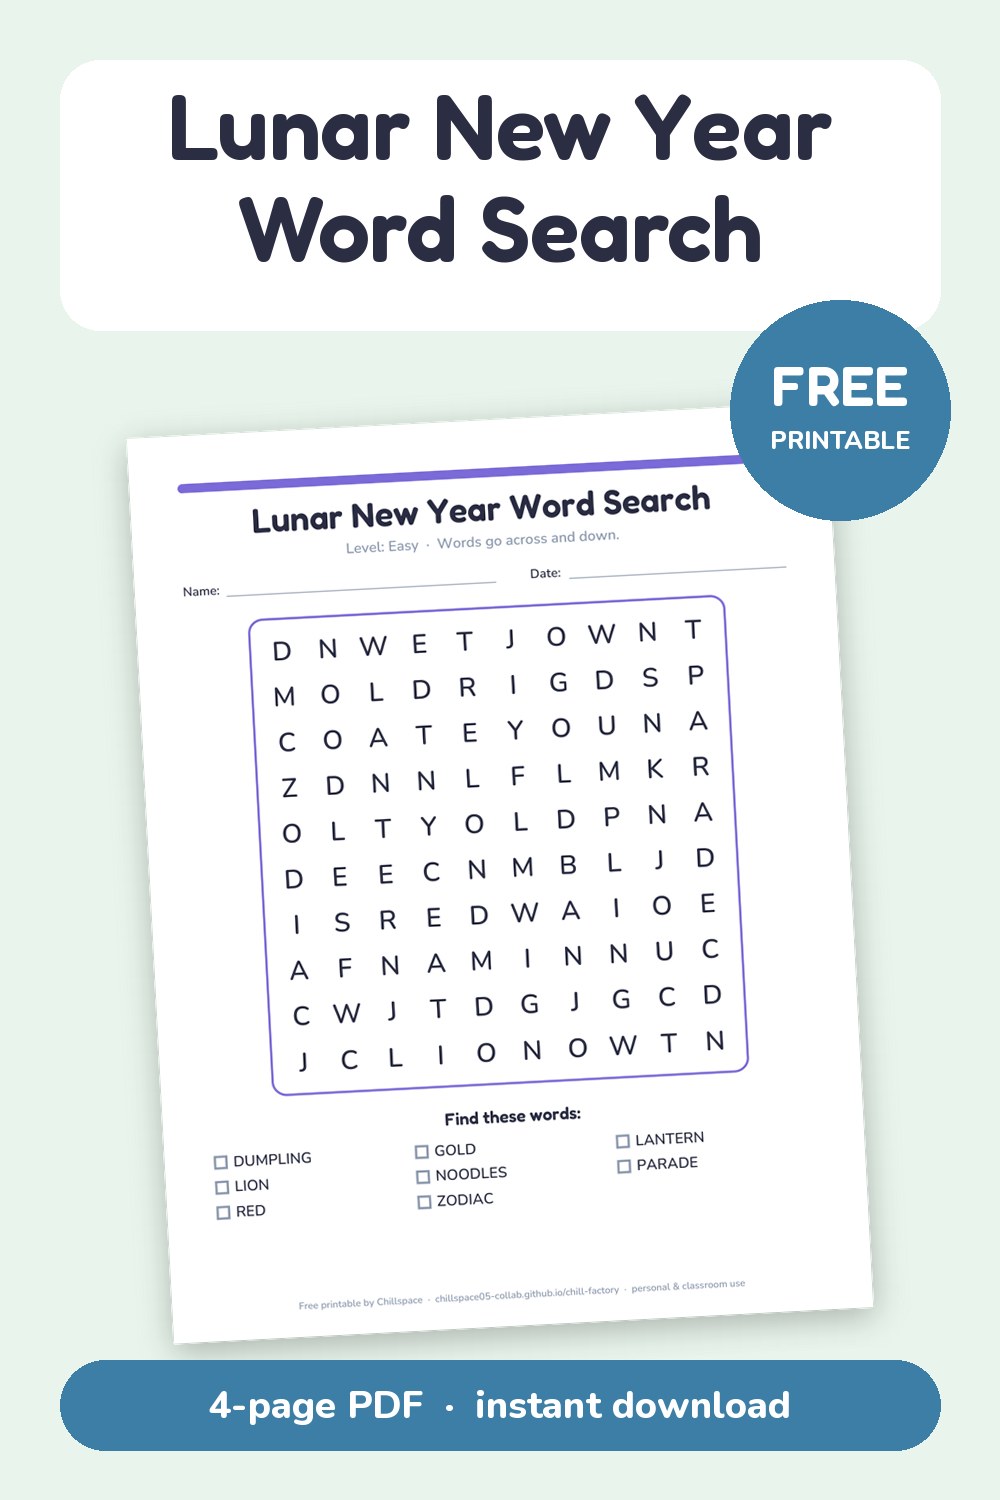 Lunar New Year
Word Search
FREE
PRINTABLE
Lunar New Year Word Search
Level: Easy · Words go across and down.
Name: Date:
D N W E T J O W N T
M O L D R I G D S P
C O A T E Y O U N A
Z D N N L F L M K R
O L T Y O L D P N A
D E E C N M B L J D
I S R E D W A I O E
A F N A M I N N U C
C W J T D G J G C D
J C L I O N O W T N
Find these words:
DUMPLING GOLD LANTERN
LION NOODLES PARADE
RED ZODIAC
Free printable by Chillspace · chillspace05-collab.github.io/chill-factory · personal & classroom use
4-page PDF · instant download